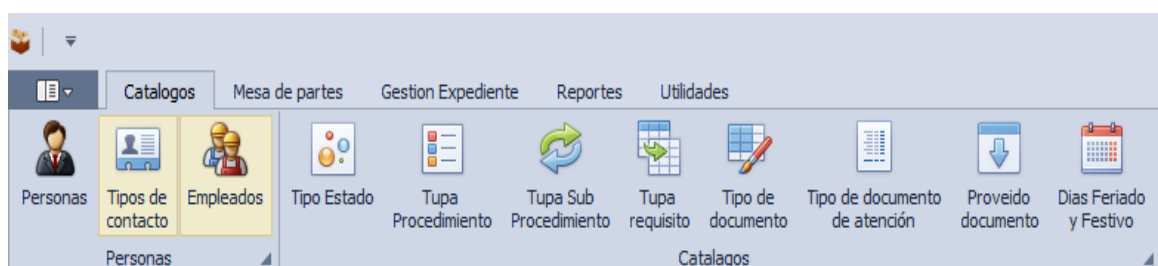 Catalogos Mesa de partes Gestion Expediente Reportes Utilidades
Personas Tipos de contacto Empleados Tipo Estado Tupa Procedimiento Tupa Sub Procedimiento Tupa requisito Tipo de documento Tipo de documento de atención Proveido documento Dias Feriado y Festivo
Personas Catalagos